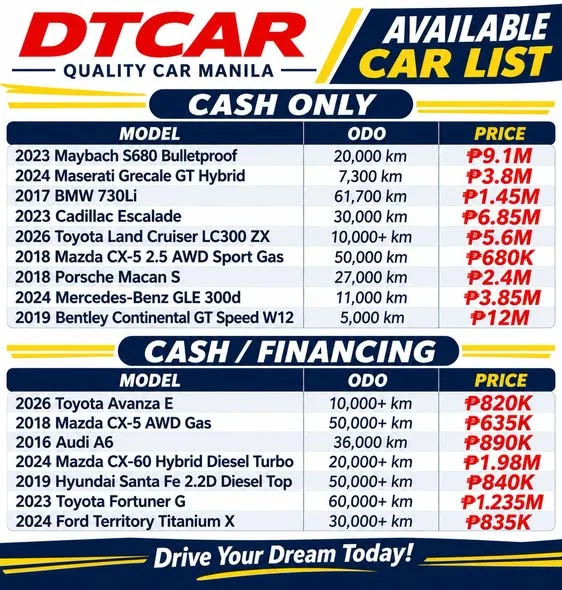 DTCAR
QUALITY CAR MANILA
AVAILABLE
CAR LIST
CASH ONLY
MODEL ODO PRICE
2023 Maybach S680 Bulletproof 20,000 km ₱9.1M
2024 Maserati Grecale GT Hybrid 7,300 km ₱3.8M
2017 BMW 730Li 61,700 km ₱1.45M
2023 Cadillac Escalade 30,000 km ₱6.85M
2026 Toyota Land Cruiser LC300 ZX 10,000+ km ₱5.6M
2018 Mazda CX-5 2.5 AWD Sport Gas 50,000 km ₱680K
2018 Porsche Macan S 27,000 km ₱2.4M
2024 Mercedes-Benz GLE 300d 11,000 km ₱3.85M
2019 Bentley Continental GT Speed W12 5,000 km ₱12M
CASH / FINANCING
MODEL ODO PRICE
2026 Toyota Avanza E 10,000+ km ₱820K
2018 Mazda CX-5 AWD Gas 50,000+ km ₱635K
2016 Audi A6 36,000 km ₱890K
2024 Mazda CX-60 Hybrid Diesel Turbo 20,000+ km ₱1.98M
2019 Hyundai Santa Fe 2.2D Diesel Top 50,000+ km ₱840K
2023 Toyota Fortuner G 60,000+ km ₱1.235M
2024 Ford Territory Titanium X 30,000+ km ₱835K
Drive Your Dream Today!